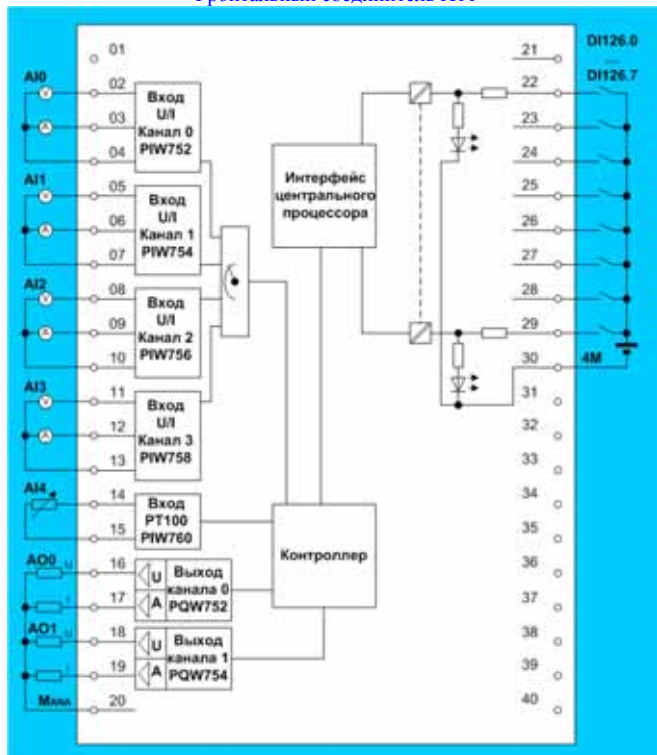 Фронтальный соединитель X11
01
21
DI126.0
...
DI126.7
AI0
02
22
V
Вход
U/I
Канал 0
PIW752
03
23
A
04
24
AI1
05
25
V
Вход
U/I
Канал 1
PIW754
Интерфейс
центрального
процессора
06
26
A
07
27
AI2
08
28
V
Вход
U/I
Канал 2
PIW756
09
29
A
10
30
4M
AI3
11
31
V
Вход
U/I
Канал 3
PIW758
12
32
A
13
33
AI4
14
34
Вход
PT100
PIW760
15
35
Контроллер
AO0
U
16
36
U
Выход
канала 0
PQW752
I
17
37
A
AO1
U
18
38
U
Выход
канала 1
PQW754
I
19
39
A
MANA
20
40